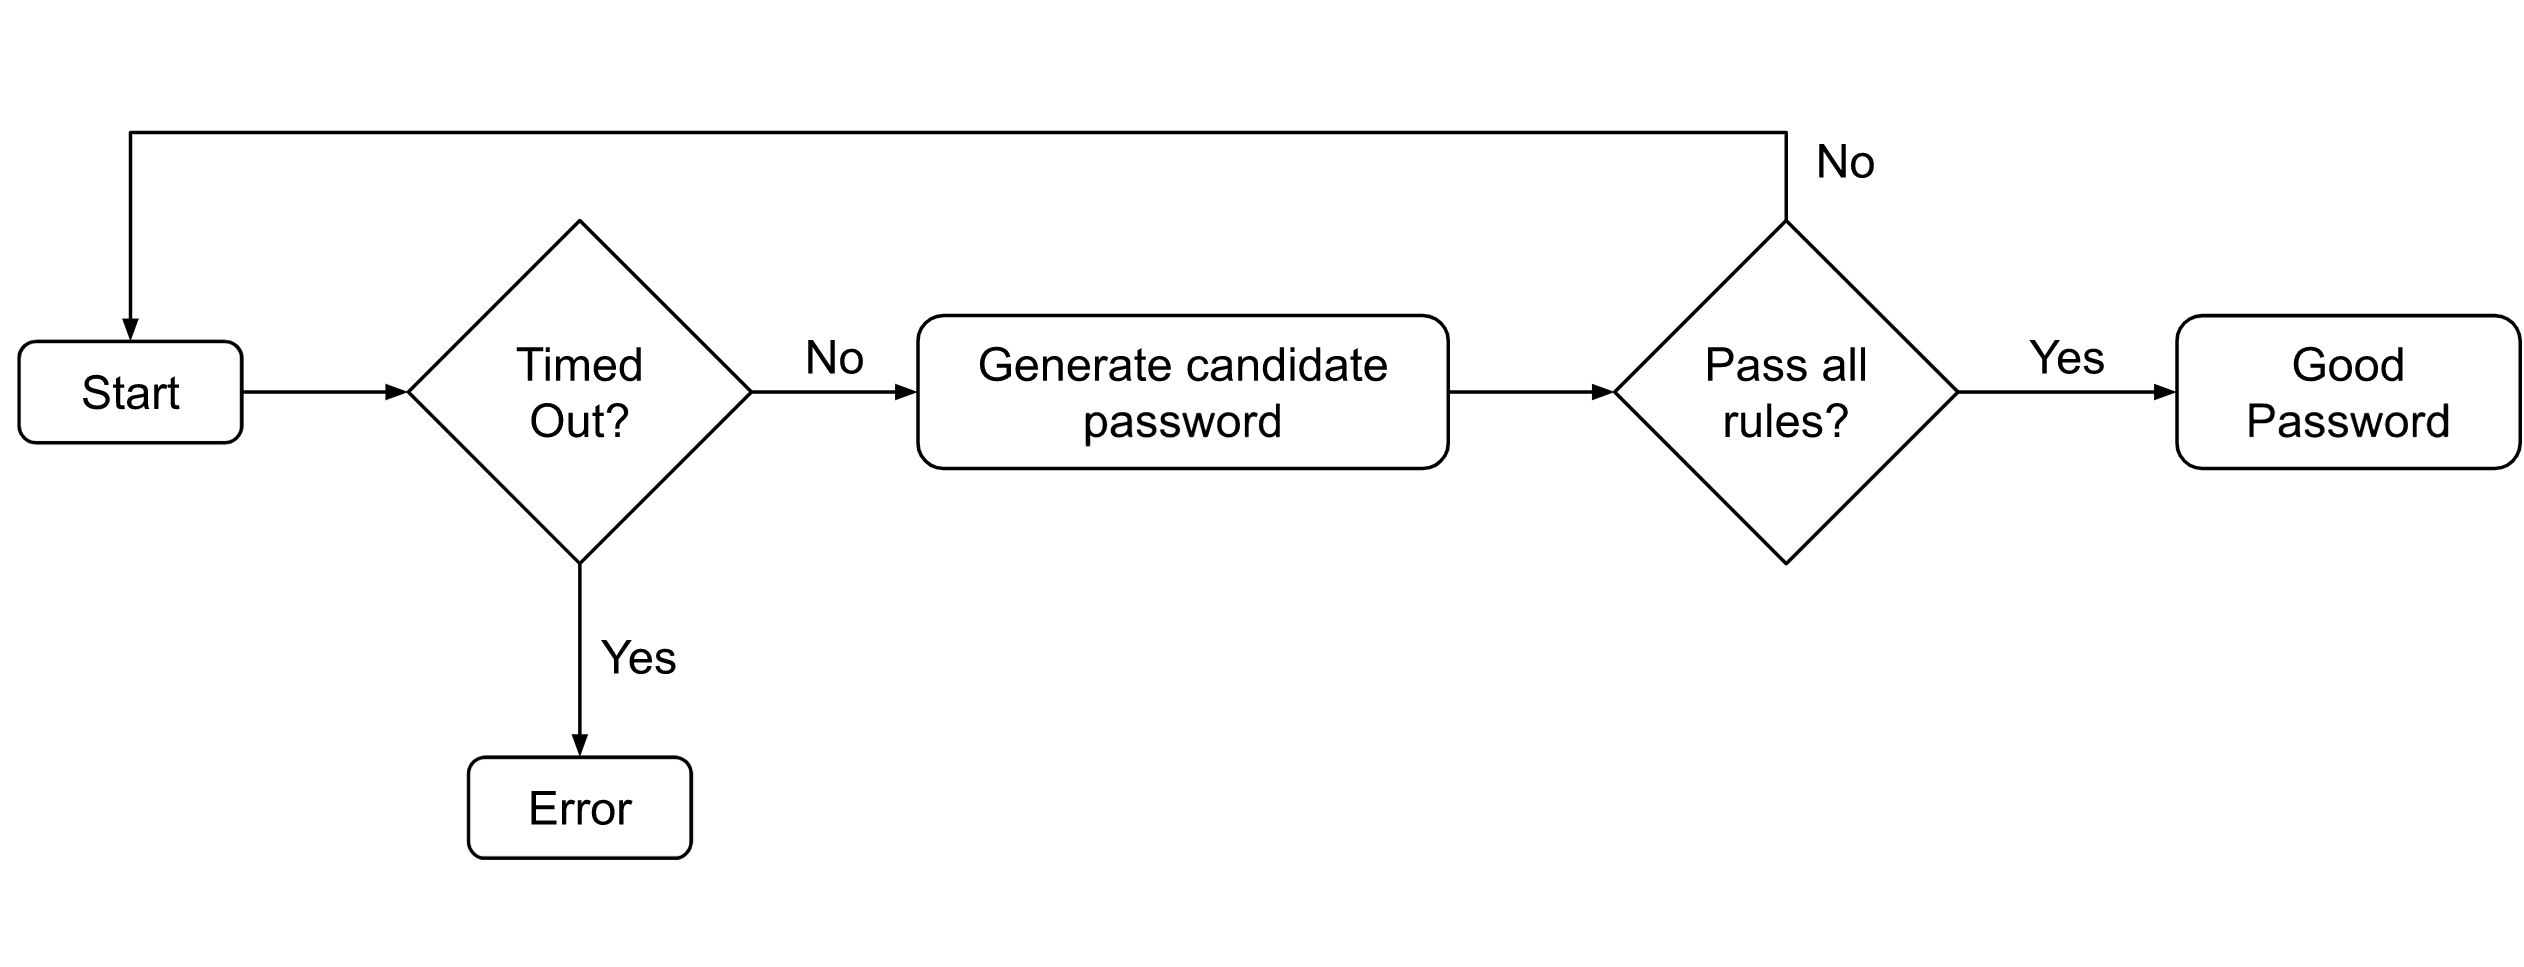 No
Start
Timed
Out?
No
Generate candidate
password
Pass all
rules?
Yes
Good
Password
Yes
Error